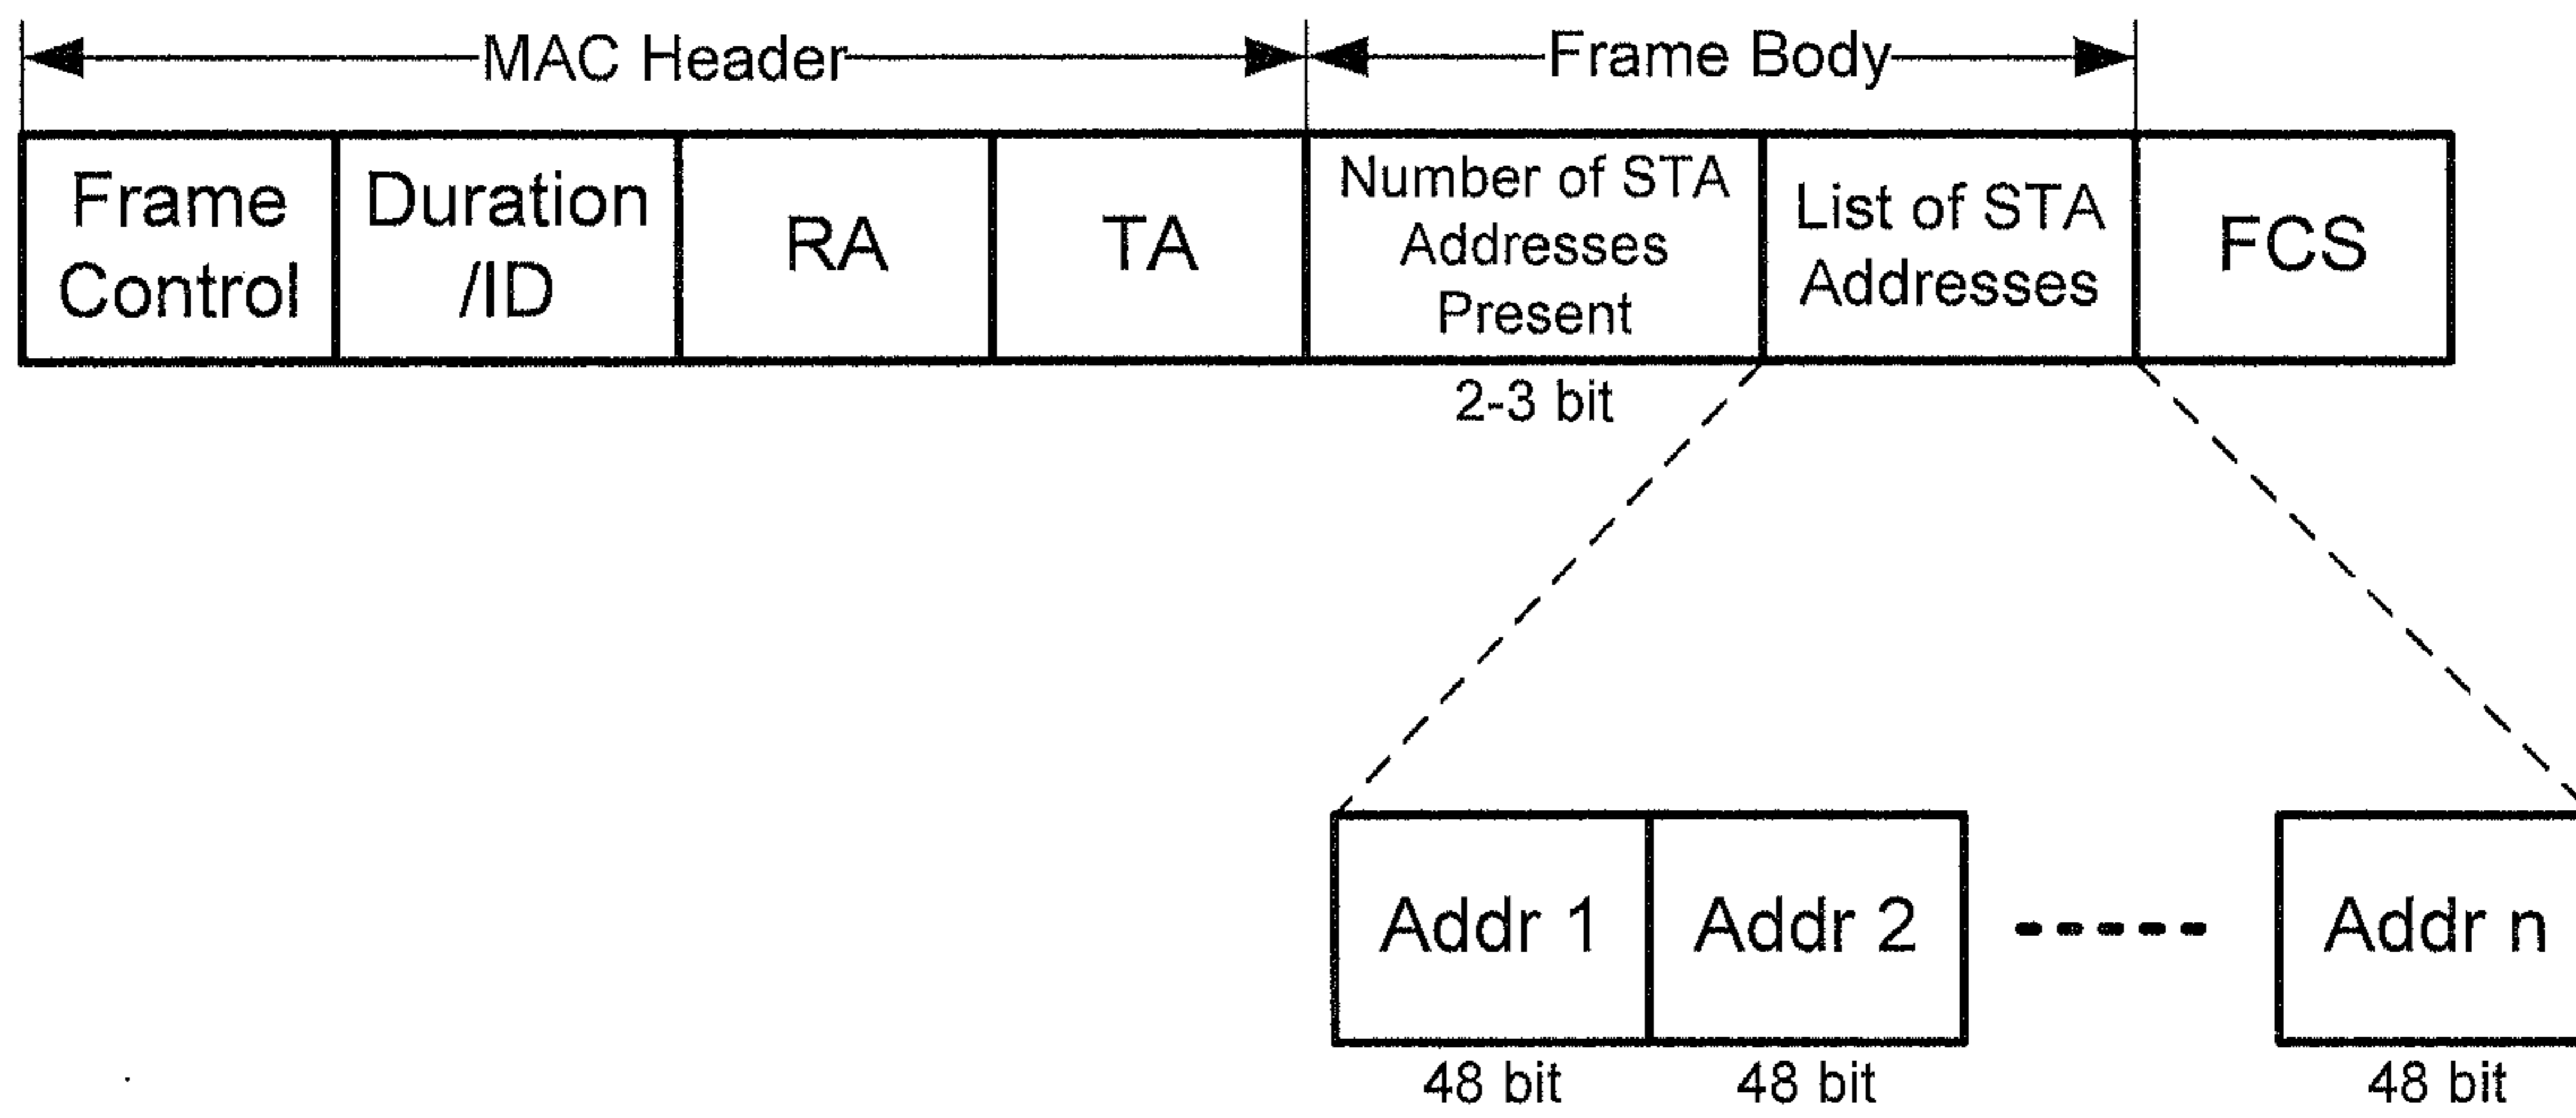 MAC Header Frame Body
Frame Control Duration /ID RA TA Number of STA Addresses Present List of STA Addresses FCS
2-3 bit
Addr 1 Addr 2 Addr n
48 bit 48 bit 48 bit